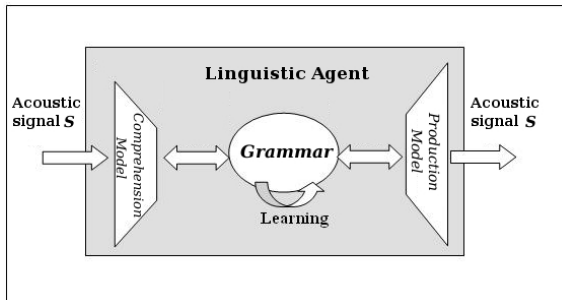 Linguistic Agent
Acoustic
signal S
Comprehension
Model
Grammar
Learning
Production
Model
Acoustic
signal S